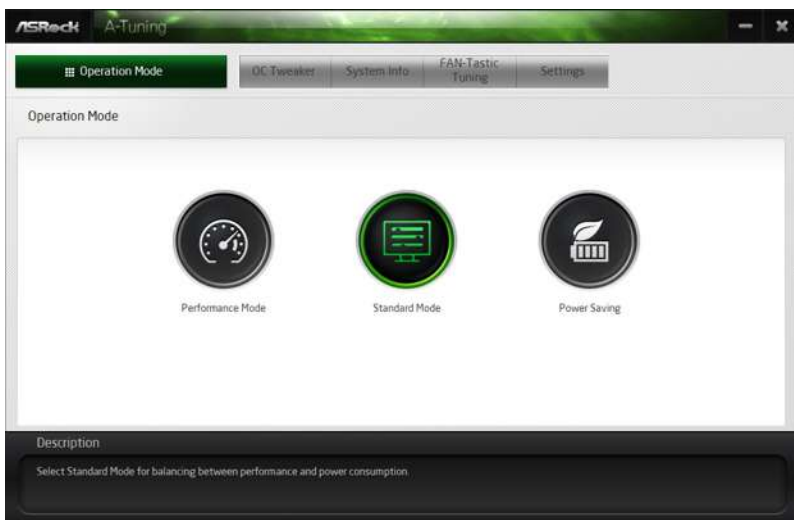 ASRock A-Tuning
Operation Mode OC Tweaker System Info FAN-Tastic Tuning Settings
Operation Mode
Performance Mode Standard Mode Power Saving
Description
Select Standard Mode for balancing between performance and power consumption.